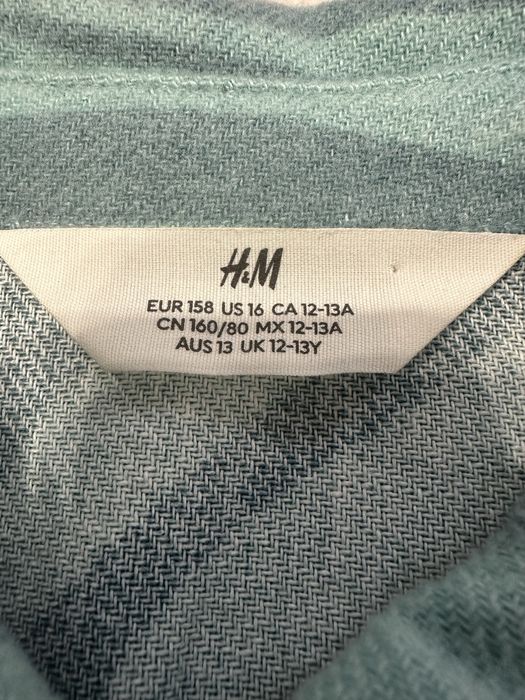 H&M
EUR 158 US 16 CA 12-13A
CN 160/80 MX 12-13A
AUS 13 UK 12-13Y